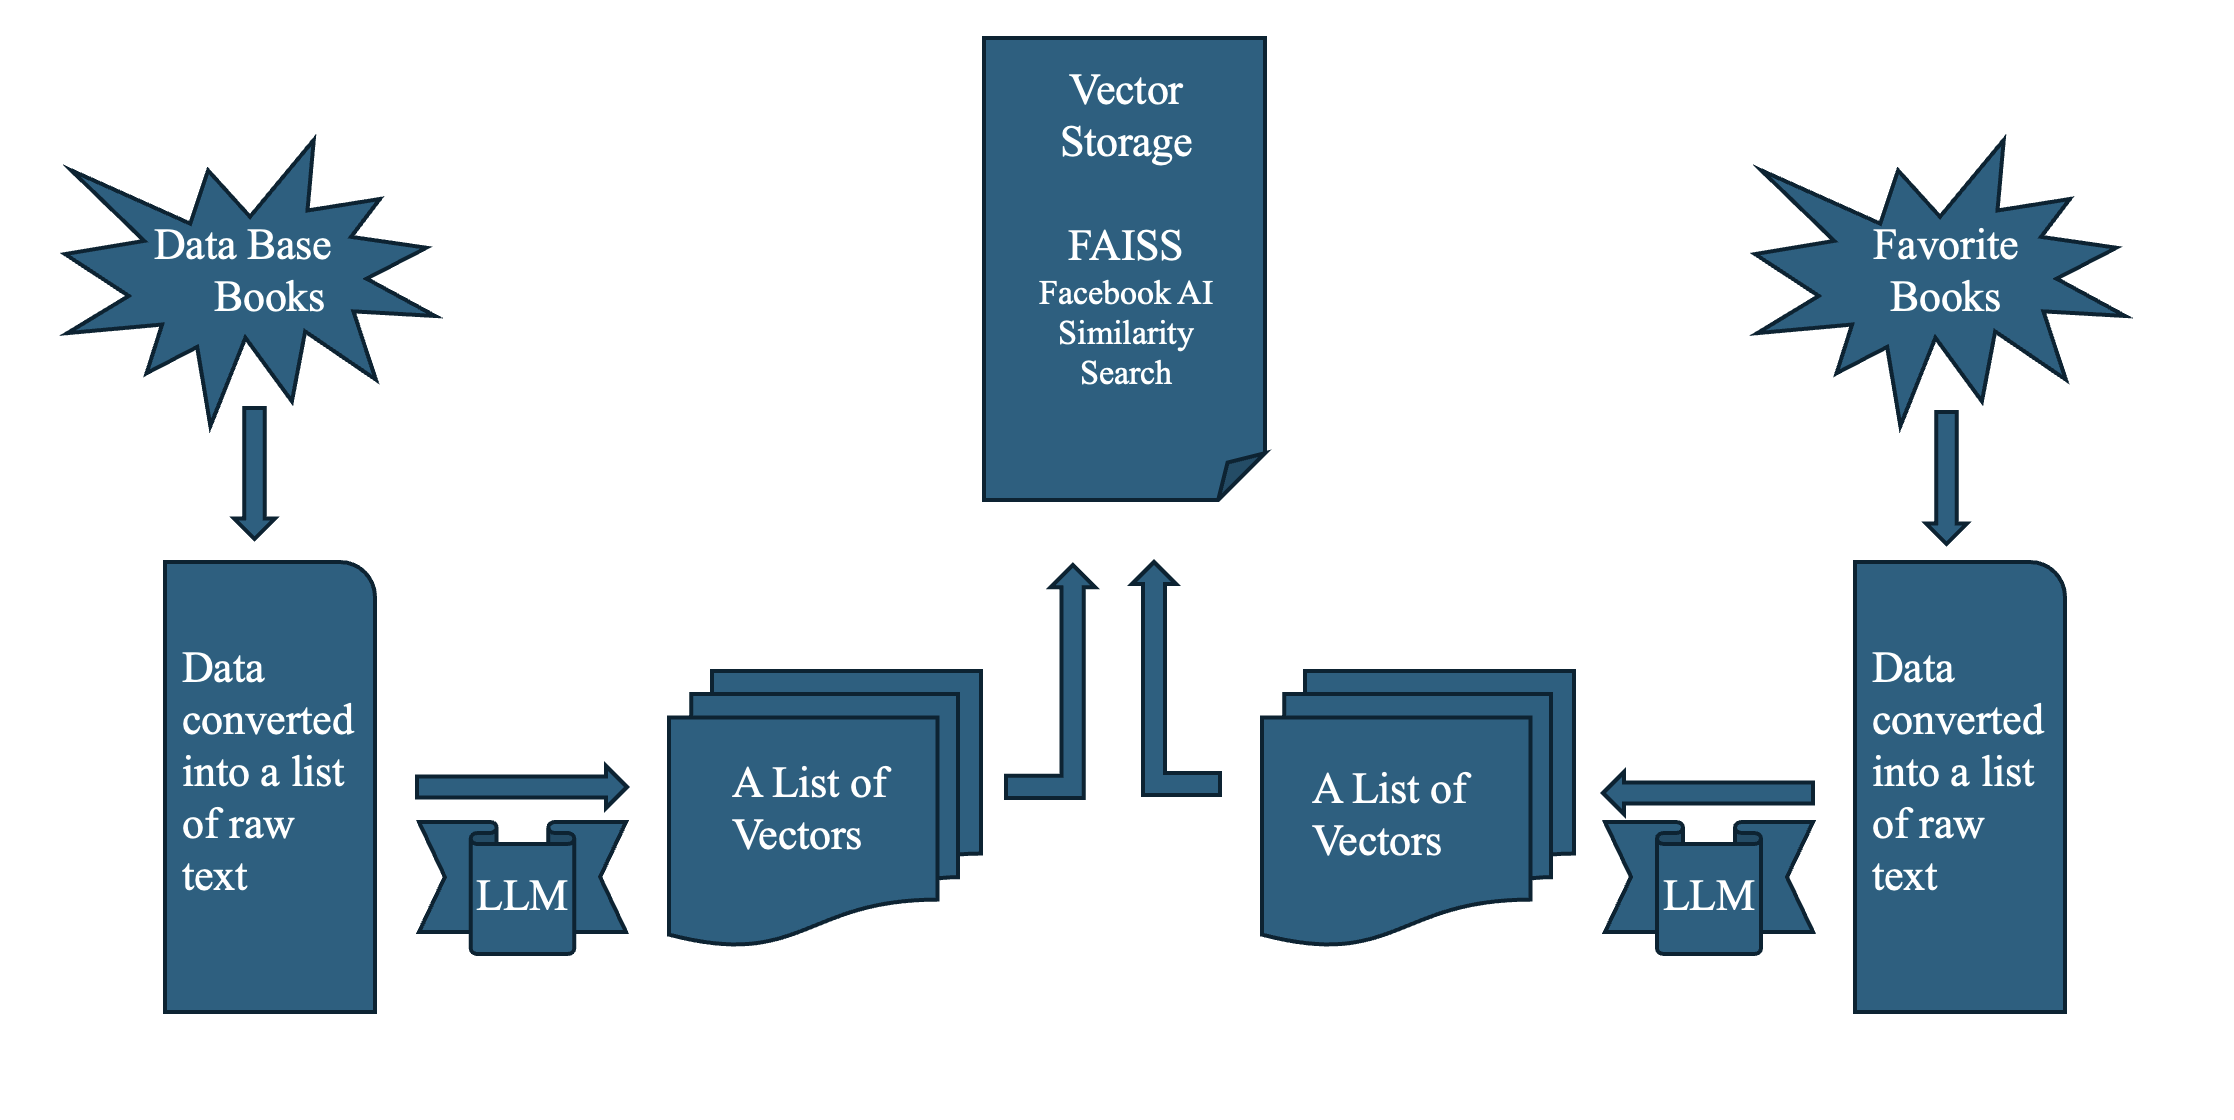 Vector
Storage
FAISS
Facebook AI
Similarity
Search
Data Base
Books
Favorite
Books
Data
converted
into a list
of raw
text
LLM
A List of
Vectors
A List of
Vectors
LLM
Data
converted
into a list
of raw
text